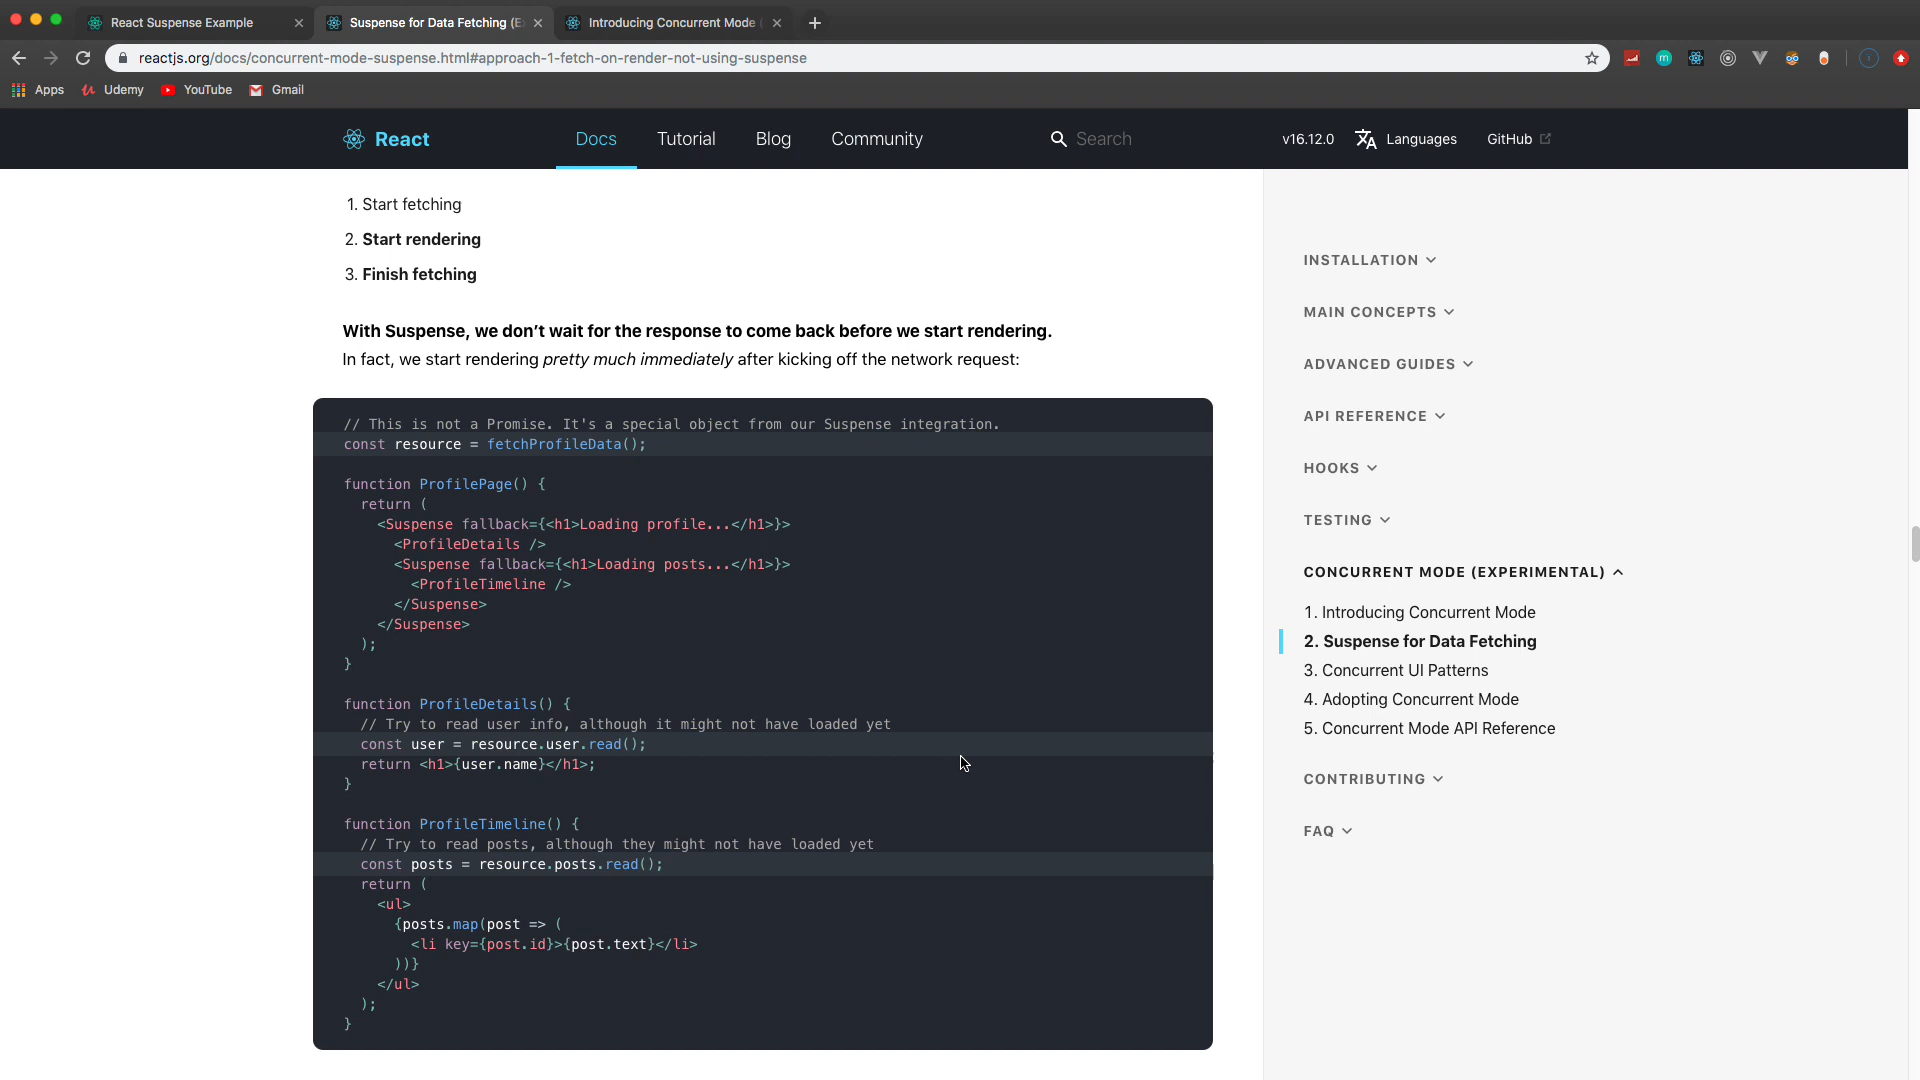 React Suspense Example
Suspense for Data Fetching (E
Introducing Concurrent Mode (
reactjs.org/docs/concurrent-mode-suspense.html#approach-1-fetch-on-render-not-using-suspense
Apps
Udemy
YouTube
Gmail
React
Docs
Tutorial
Blog
Community
Search
v16.12.0
Languages
GitHub
1. Start fetching
2. Start rendering
3. Finish fetching
With Suspense, we don’t wait for the response to come back before we start rendering.
In fact, we start rendering pretty much immediately after kicking off the network request:
// This is not a Promise. It's a special object from our Suspense integration.
const resource = fetchProfileData();
function ProfilePage() {
return (
<Suspense fallback={<h1>Loading profile...</h1>}>
<ProfileDetails />
<Suspense fallback={<h1>Loading posts...</h1>}>
<ProfileTimeline />
</Suspense>
</Suspense>
);
}
function ProfileDetails() {
// Try to read user info, although it might not have loaded yet
const user = resource.user.read();
return <h1>{user.name}</h1>;
}
function ProfileTimeline() {
// Try to read posts, although they might not have loaded yet
const posts = resource.posts.read();
return (
<ul>
{posts.map(post => (
<li key={post.id}>{post.text}</li>
))}
</ul>
);
}
INSTALLATION
MAIN CONCEPTS
ADVANCED GUIDES
API REFERENCE
HOOKS
TESTING
CONCURRENT MODE (EXPERIMENTAL)
1. Introducing Concurrent Mode
2. Suspense for Data Fetching
3. Concurrent UI Patterns
4. Adopting Concurrent Mode
5. Concurrent Mode API Reference
CONTRIBUTING
FAQ